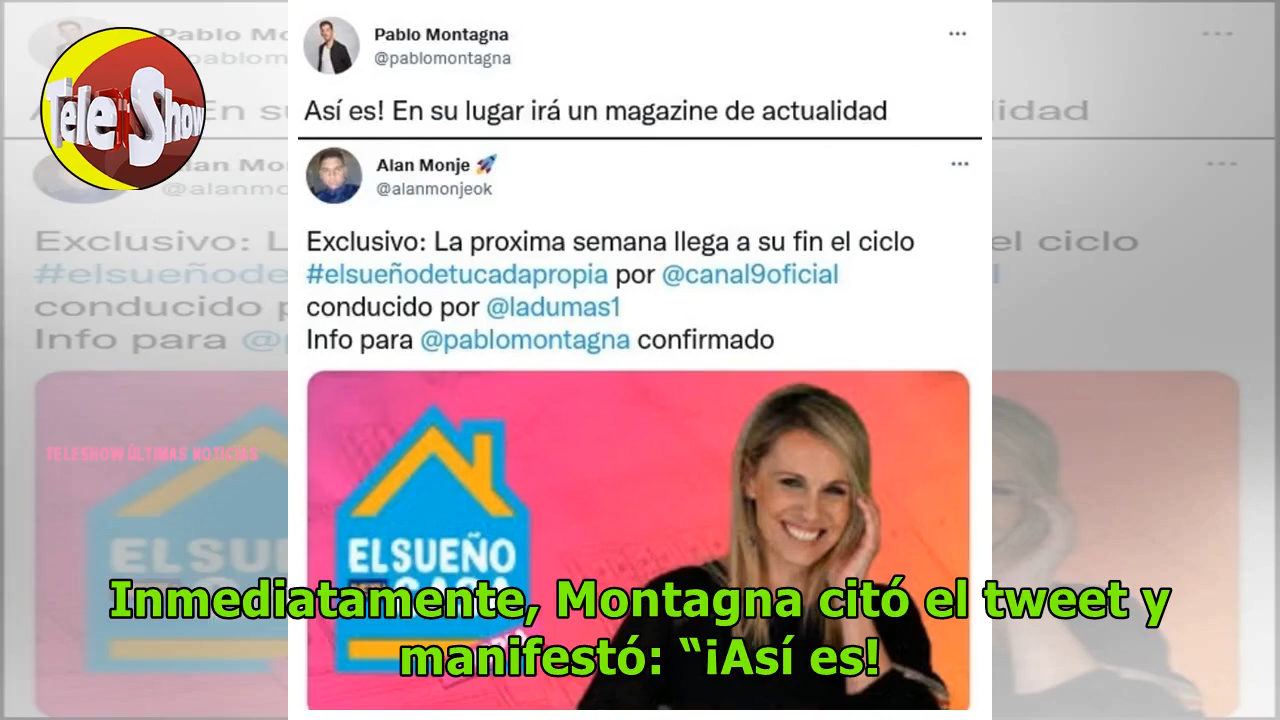 Pablo Montagna
@pablomontagna
Así es! En su lugar irá un magazine de actualidad
TeleShow
Alan Monje 🚀
@alanmonjeok
Exclusivo: La proxima semana llega a su fin el ciclo
#elsueñodetucadapropia por @canal9oficial
conducido por @ladumas1
Info para @pablomontagna confirmado
TELESHOW ÚLTIMAS NOTICIAS
EL SUEÑO
CASA
Inmediatamente, Montagna citó el tweet y
manifestó: “¡Así es!